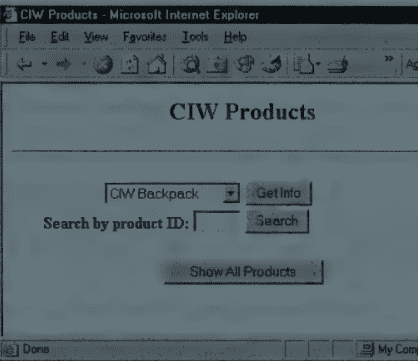 CIW Products - Microsoft Internet Explorer
File Edit View Favorites Tools Help
»
CIW Products
CIW Backpack Get Info
Search by product ID: Search
Show All Products
Done My Com